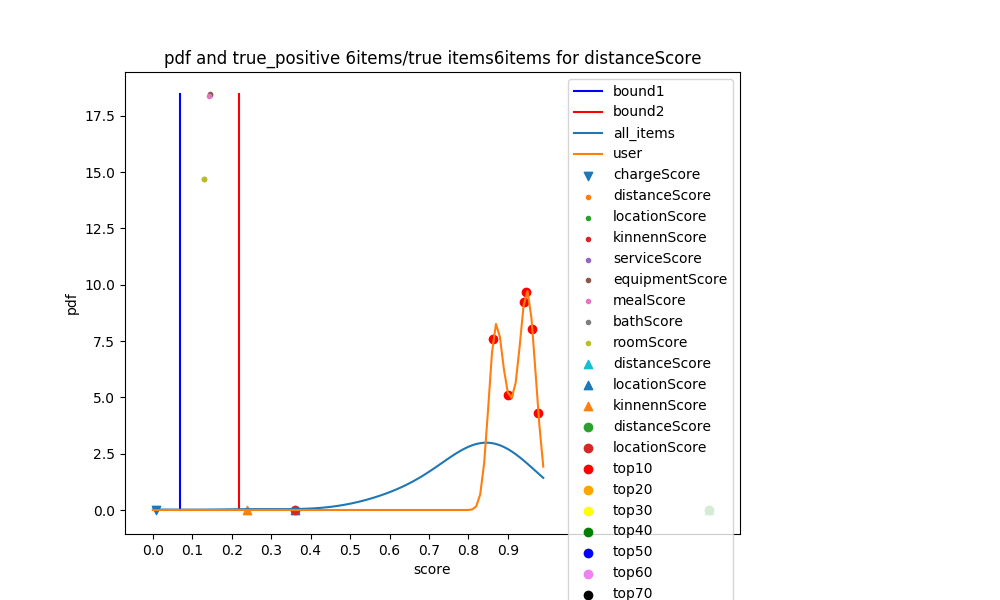 pdf and true_positive 6items/true items6items for distanceScore
pdf
17.5
15.0
12.5
10.0
7.5
5.0
2.5
0.0
0.0 0.1 0.2 0.3 0.4 0.5 0.6 0.7 0.8 0.9
score
bound1
bound2
all_items
user
chargeScore
distanceScore
locationScore
kinnennScore
serviceScore
equipmentScore
mealScore
bathScore
roomScore
distanceScore
locationScore
kinnennScore
distanceScore
locationScore
top10
top20
top30
top40
top50
top60
top70